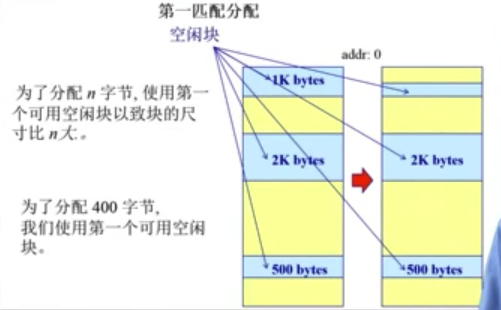 第一匹配分配
空闲块
addr: 0
1K bytes
为了分配 n 字节, 使用第一
个可用空闲块以致块的尺
寸比 n大.。
2K bytes
2K bytes
为了分配 400 字节,
我们使用第一个可用空闲
块。
500 bytes
500 bytes